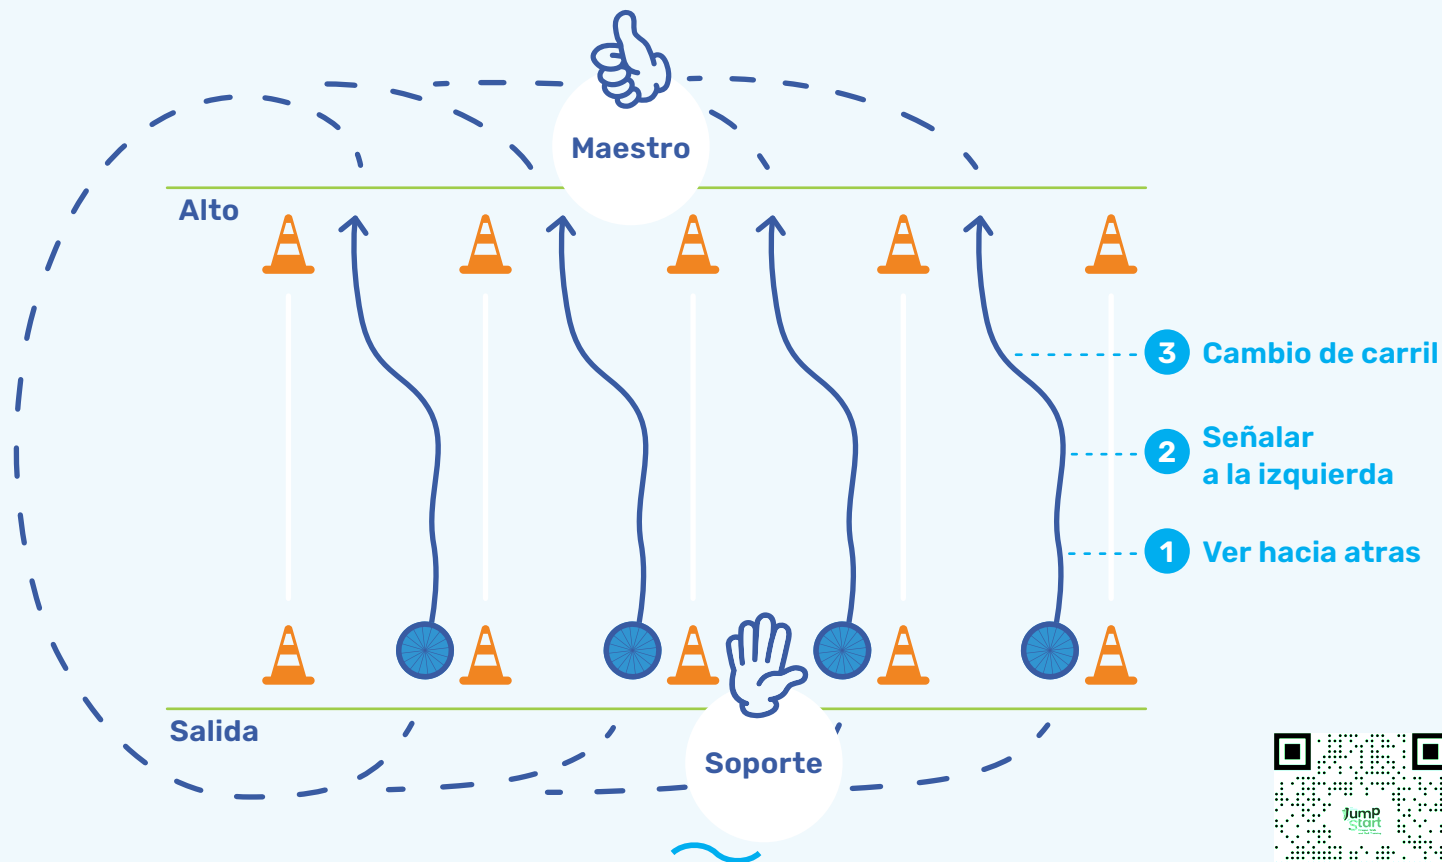 Maestro
Alto
3 Cambio de carril
2 Señalar
a la izquierda
1 Ver hacia atras
Salida
Soporte
Jump
Start